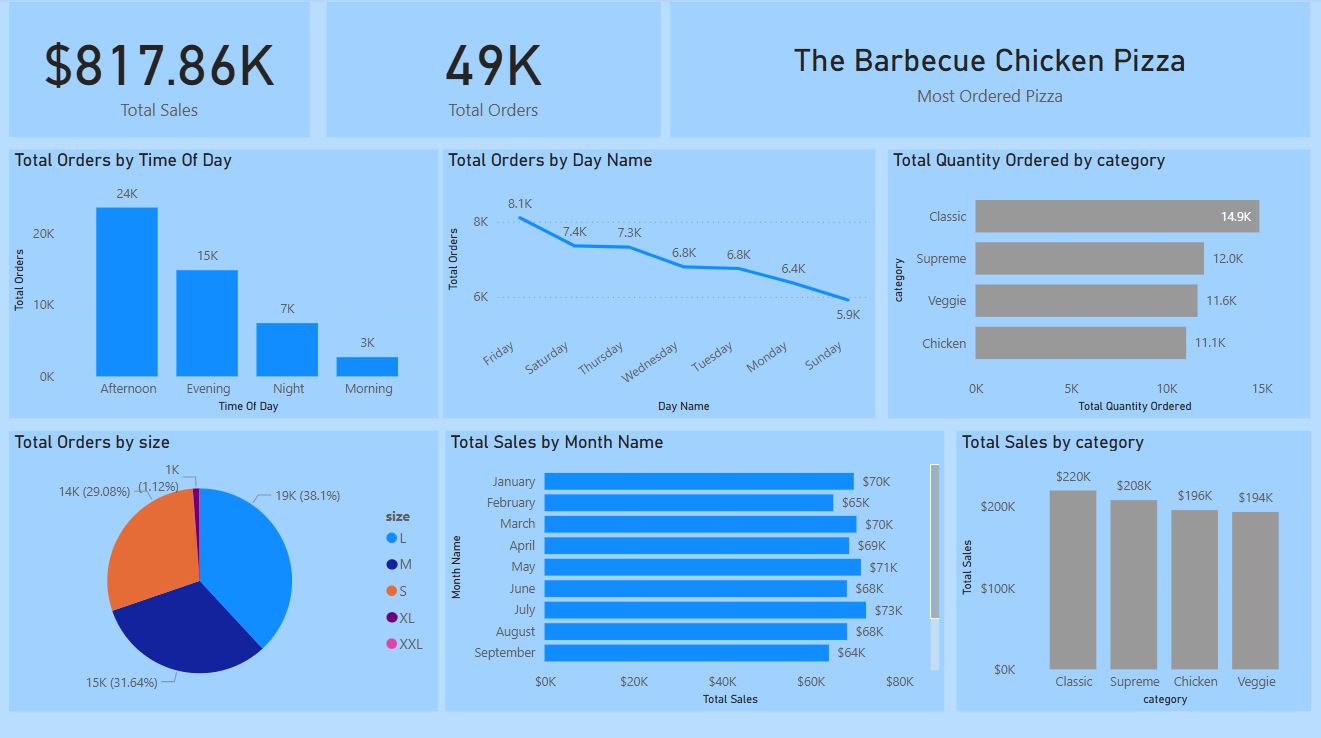 $817.86K
Total Sales
49K
Total Orders
The Barbecue Chicken Pizza
Most Ordered Pizza
Total Orders by Time Of Day
Total Orders
20K
10K
0K
24K
15K
7K
3K
Afternoon
Evening
Night
Morning
Time Of Day
Total Orders by Day Name
Total Orders
8K
6K
8.1K
7.4K
7.3K
6.8K
6.8K
6.4K
5.9K
Friday
Saturday
Thursday
Wednesday
Tuesday
Monday
Sunday
Day Name
Total Quantity Ordered by category
category
Classic
14.9K
Supreme
12.0K
Veggie
11.6K
Chicken
11.1K
0K
5K
10K
15K
Total Quantity Ordered
Total Orders by size
1K
(1.12%)
14K (29.08%)
19K (38.1%)
15K (31.64%)
size
L
M
S
XL
XXL
Total Sales by Month Name
Month Name
January
$70K
February
$65K
March
$70K
April
$69K
May
$71K
June
$68K
July
$73K
August
$68K
September
$64K
$0K
$20K
$40K
$60K
$80K
Total Sales
Total Sales by category
Total Sales
$200K
$100K
$0K
$220K
$208K
$196K
$194K
Classic
Supreme
Chicken
Veggie
category